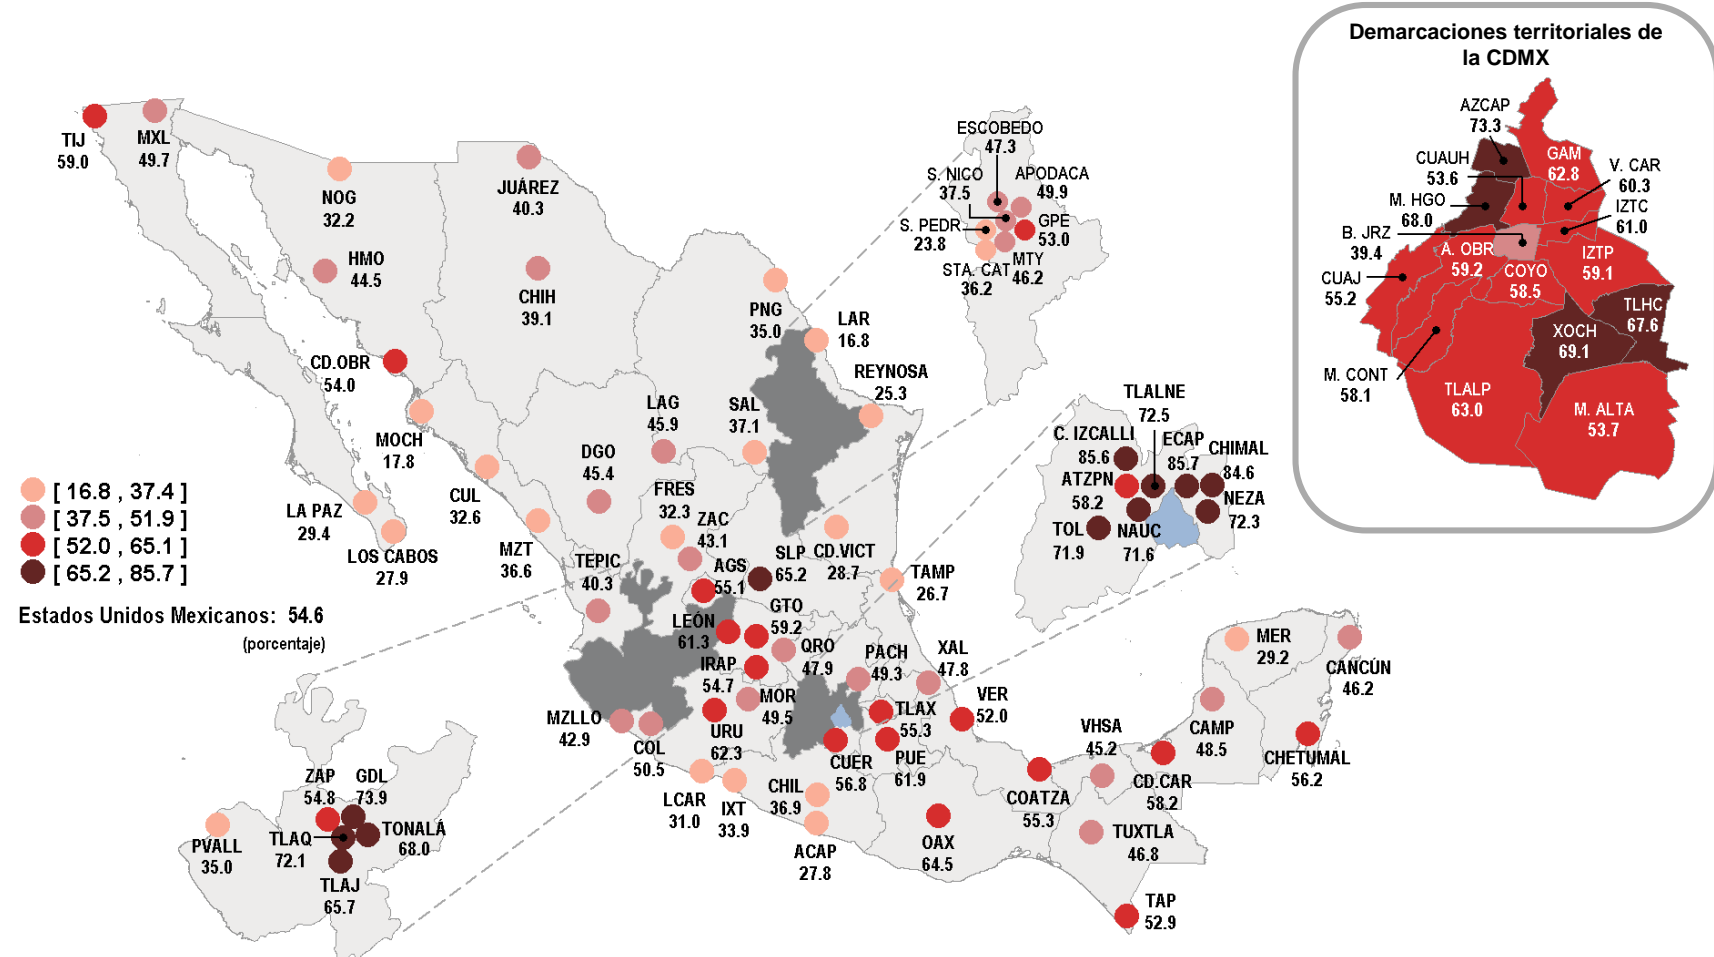 Demarcaciones territoriales de
la CDMX
AZCAP
73.3
CUAUH
53.6
GAM
62.8
V. CAR
60.3
M. HGO
68.0
IZTC
61.0
B. JRZ
39.4
A. OBR
59.2
IZTP
59.1
CUAJ
55.2
COYO
58.5
TLHC
67.6
XOCH
69.1
M. CONT
58.1
TLALP
63.0
M. ALTA
53.7
TIJ
59.0
MXL
49.7
NOG
32.2
JUÁREZ
40.3
HMO
44.5
CHIH
39.1
ESCOBEDO
47.3
S. NICO
37.5
APODACA
49.9
S. PEDR
23.8
GPE
53.0
STA. CAT
36.2
MTY
46.2
PNG
35.0
LAR
16.8
CD.OBR
54.0
REYNOSA
25.3
MOCH
17.8
LAG
45.9
SAL
37.1
DGO
45.4
CUL
32.6
LA PAZ
29.4
LOS CABOS
27.9
MZT
36.6
FRES
32.3
ZAC
43.1
TEPIC
40.3
AGS
55.1
SLP
65.2
CD.VICT
28.7
TAMP
26.7
TLALNE
72.5
C. IZCALLI
85.6
ECAP
85.7
CHIMAL
84.6
ATZPN
58.2
NEZA
72.3
TOL
71.9
NAUC
71.6
[ 16.8 , 37.4 ]
[ 37.5 , 51.9 ]
[ 52.0 , 65.1 ]
[ 65.2 , 85.7 ]
Estados Unidos Mexicanos: 54.6
(porcentaje)
LEÓN
61.3
GTO
59.2
IRAP
54.7
QRO
47.9
PACH
49.3
XAL
47.8
MZLLO
42.9
COL
50.5
URU
62.3
MOR
49.5
TLAX
55.3
VER
52.0
CUER
56.8
PUE
61.9
LCAR
31.0
IXT
33.9
CHIL
36.9
ACAP
27.8
OAX
64.5
COATZA
55.3
VHSA
45.2
CD.CAR
58.2
TUXTLA
46.8
TAP
52.9
MER
29.2
CANCÚN
46.2
CAMP
48.5
CHETUMAL
56.2
ZAP
54.8
GDL
73.9
PVALL
35.0
TLAQ
72.1
TONALÁ
68.0
TLAJ
65.7